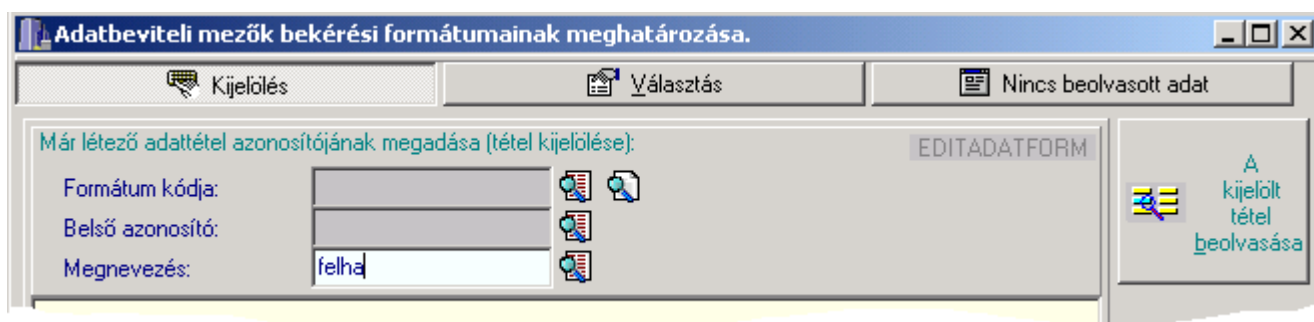 Adatbeviteli mezők bekérési formátumainak meghatározása.
Kijelölés
Választás
Nincs beolvasott adat
Már létező adattétel azonosítójának megadása (tétel kijelölése):
EDITADATFORM
Formátum kódja:
Belső azonosító:
Megnevezés:
felha
A
kijelölt
tétel
beolvasása